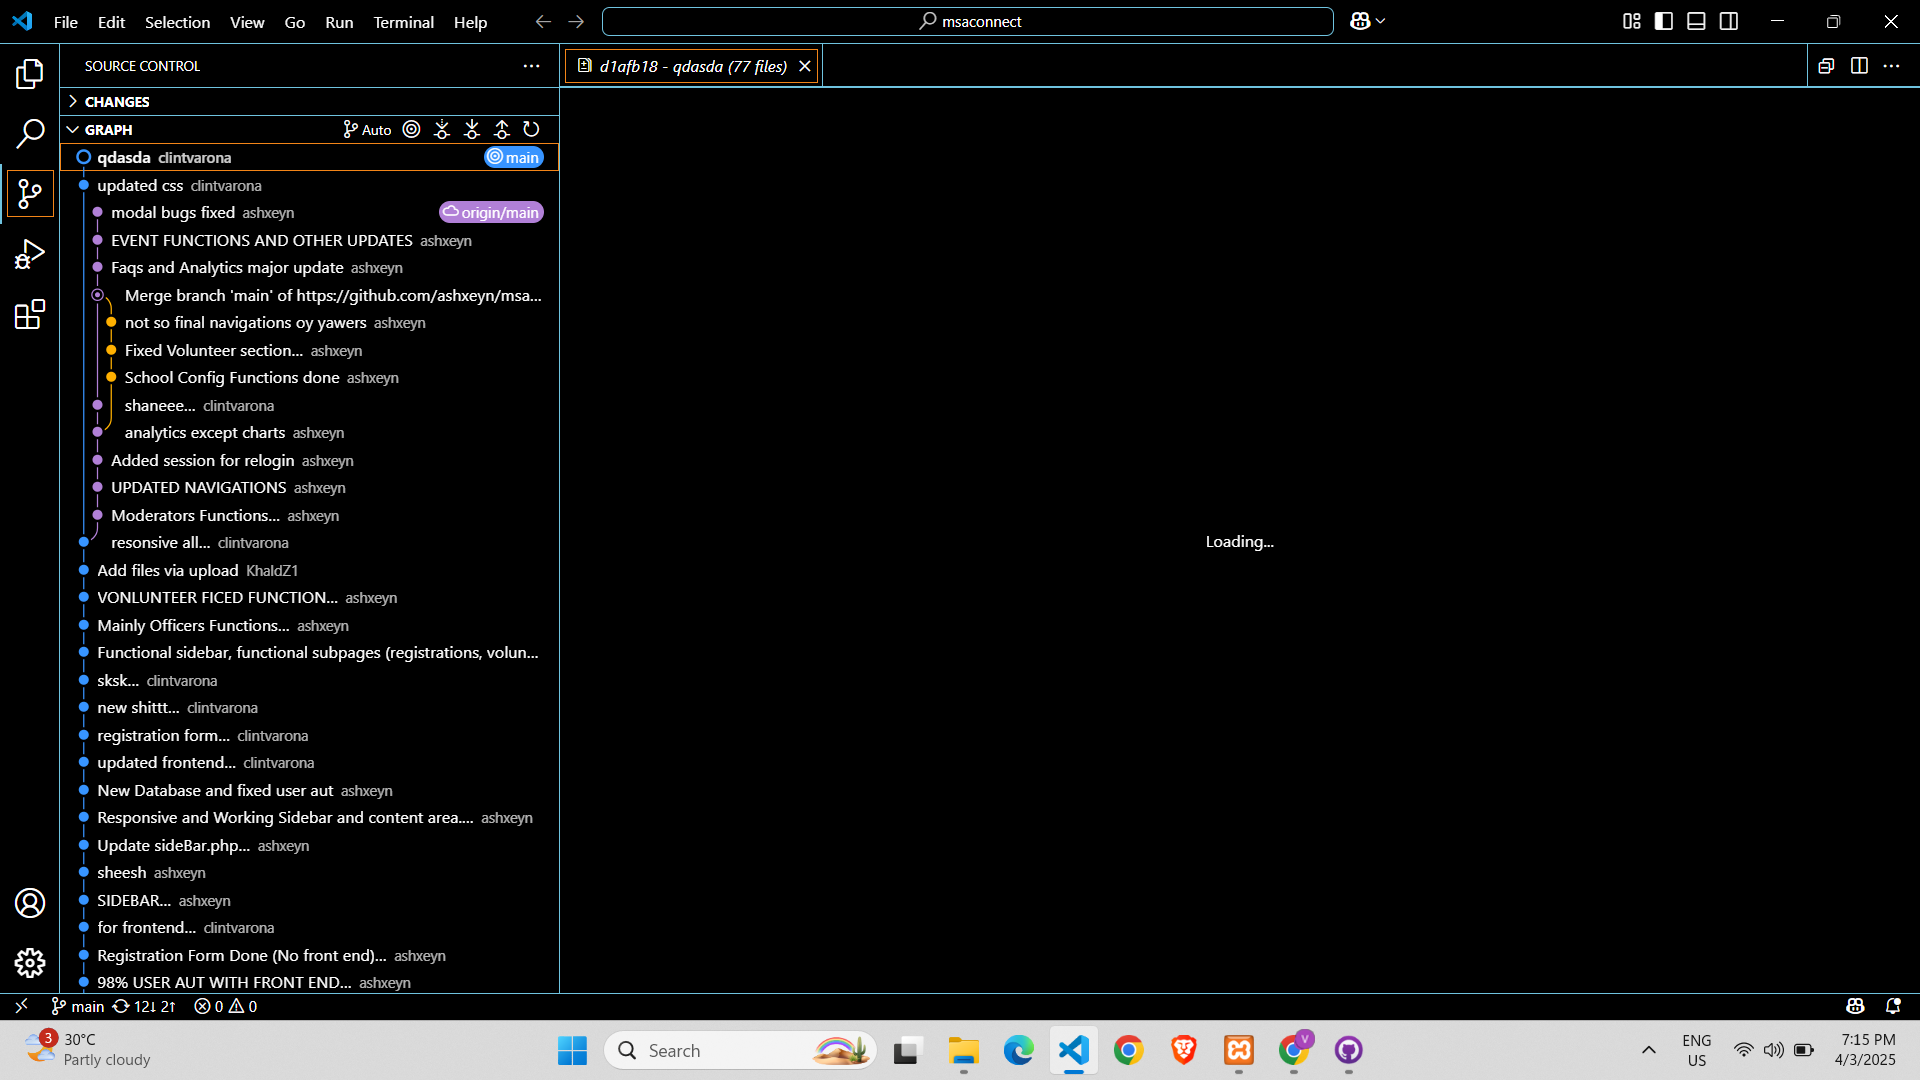 File Edit Selection View Go Run Terminal Help
msaconnect
SOURCE CONTROL
d1afb18 - qdasda (77 files)
CHANGES
GRAPH
Auto
qdasda clintvarona main
updated css clintvarona
modal bugs fixed ashxeyn origin/main
EVENT FUNCTIONS AND OTHER UPDATES ashxeyn
Faqs and Analytics major update ashxeyn
Merge branch 'main' of https://github.com/ashxeyn/msa...
not so final navigations oy yawers ashxeyn
Fixed Volunteer section... ashxeyn
School Config Functions done ashxeyn
shaneee... clintvarona
analytics except charts ashxeyn
Added session for relogin ashxeyn
UPDATED NAVIGATIONS ashxeyn
Moderators Functions... ashxeyn
resonsive all... clintvarona
Add files via upload KhaldZ1
VONLUNTEER FICED FUNCTION... ashxeyn
Mainly Officers Functions... ashxeyn
Functional sidebar, functional subpages (registrations, volun...
sksk... clintvarona
new shittt... clintvarona
registration form... clintvarona
updated frontend... clintvarona
New Database and fixed user aut ashxeyn
Responsive and Working Sidebar and content area.... ashxeyn
Update sideBar.php... ashxeyn
sheesh ashxeyn
SIDEBAR... ashxeyn
for frontend... clintvarona
Registration Form Done (No front end)... ashxeyn
98% USER AUT WITH FRONT END... ashxeyn
Loading...
main 12↓ 2↑ 0 0
3
30°C
Partly cloudy
Search
V
ENG
US
7:15 PM
4/3/2025